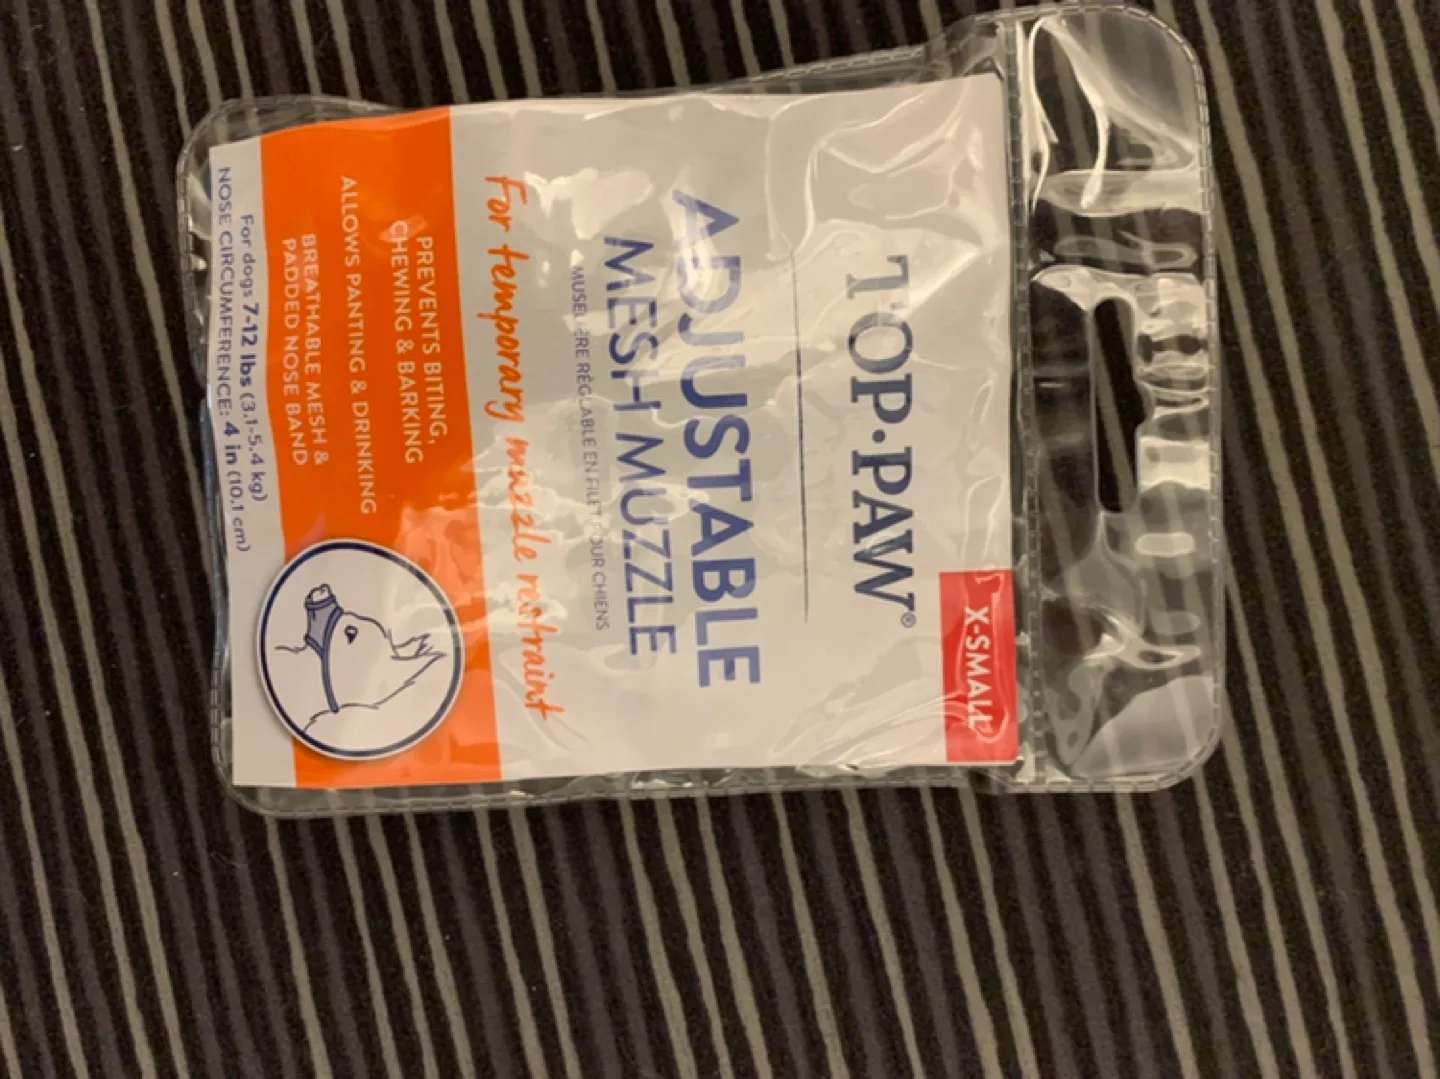 X-SMALL
TOP·PAW®
ADJUSTABLE
MESH MUZZLE
MUSELIÈRE RÉGLABLE EN FILET POUR CHIENS
For temporary muzzle restraint
PREVENTS BITING,
CHEWING & BARKING
ALLOWS PANTING & DRINKING
BREATHABLE MESH &
PADDED NOSE BAND
For dogs 7-12 lbs (3.1-5.4 kg)
NOSE CIRCUMFERENCE: 4 in (10.1 cm)